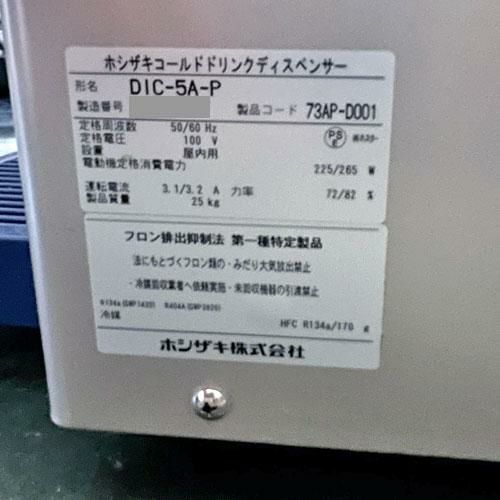 ホシザキコールドドリンクディスペンサー
形名 DIC-5A-P
製造番号 製品コード 73AP-D001
定格周波数 50/60 Hz
定格電圧 100 V
設置 屋内用
PS E
電動機定格消費電力 225/265 W
運転電流 3.1/3.2 A 力率 72/82 %
製品質量 25 kg
フロン排出抑制法 第一種特定製品
法にもとづくフロン類の・みだり大気放出禁止
・冷媒回収業者へ依頼実施・未回収機器の引渡禁止
R134a(GWP1430) R404A(GWP3920)
冷媒 HFC R134a/170 g
ホシザキ株式会社